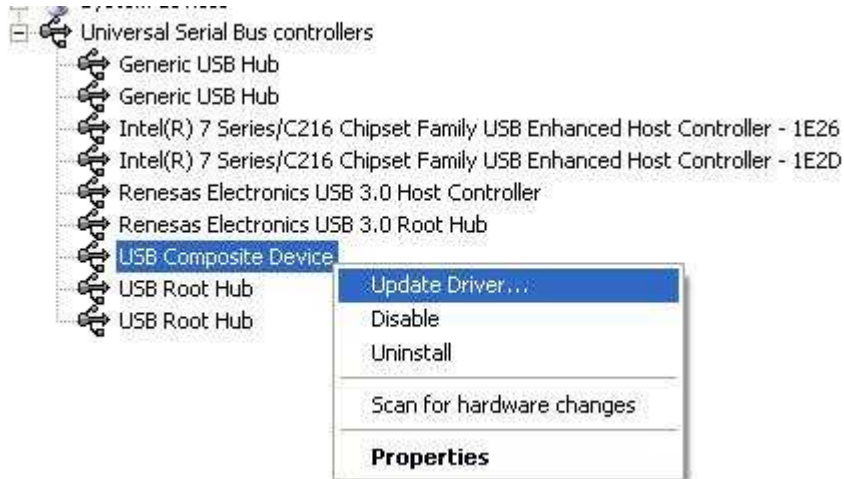 Universal Serial Bus controllers
Generic USB Hub
Generic USB Hub
Intel(R) 7 Series/C216 Chipset Family USB Enhanced Host Controller - 1E26
Intel(R) 7 Series/C216 Chipset Family USB Enhanced Host Controller - 1E2D
Renesas Electronics USB 3.0 Host Controller
Renesas Electronics USB 3.0 Root Hub
USB Composite Device
USB Root Hub
USB Root Hub
Update Driver...
Disable
Uninstall
Scan for hardware changes
Properties